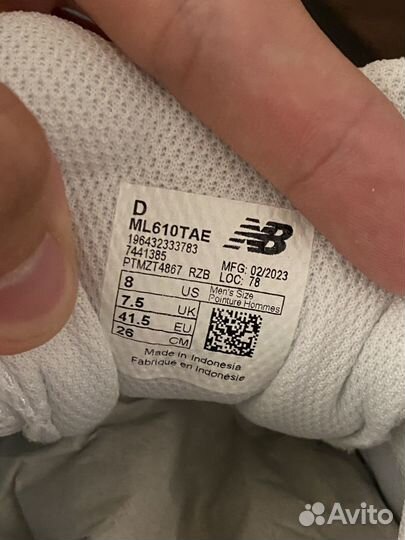 D
ML610TAE
196432333783
7441385
PTMZT4867 RZB
NB
MFG: 02/2023
LOC: 78
8 US
7.5 UK
41.5 EU
26 CM
Men's Size
Pointure Hommes
Made in Indonesia
Fabriqué en Indonésie
Avito